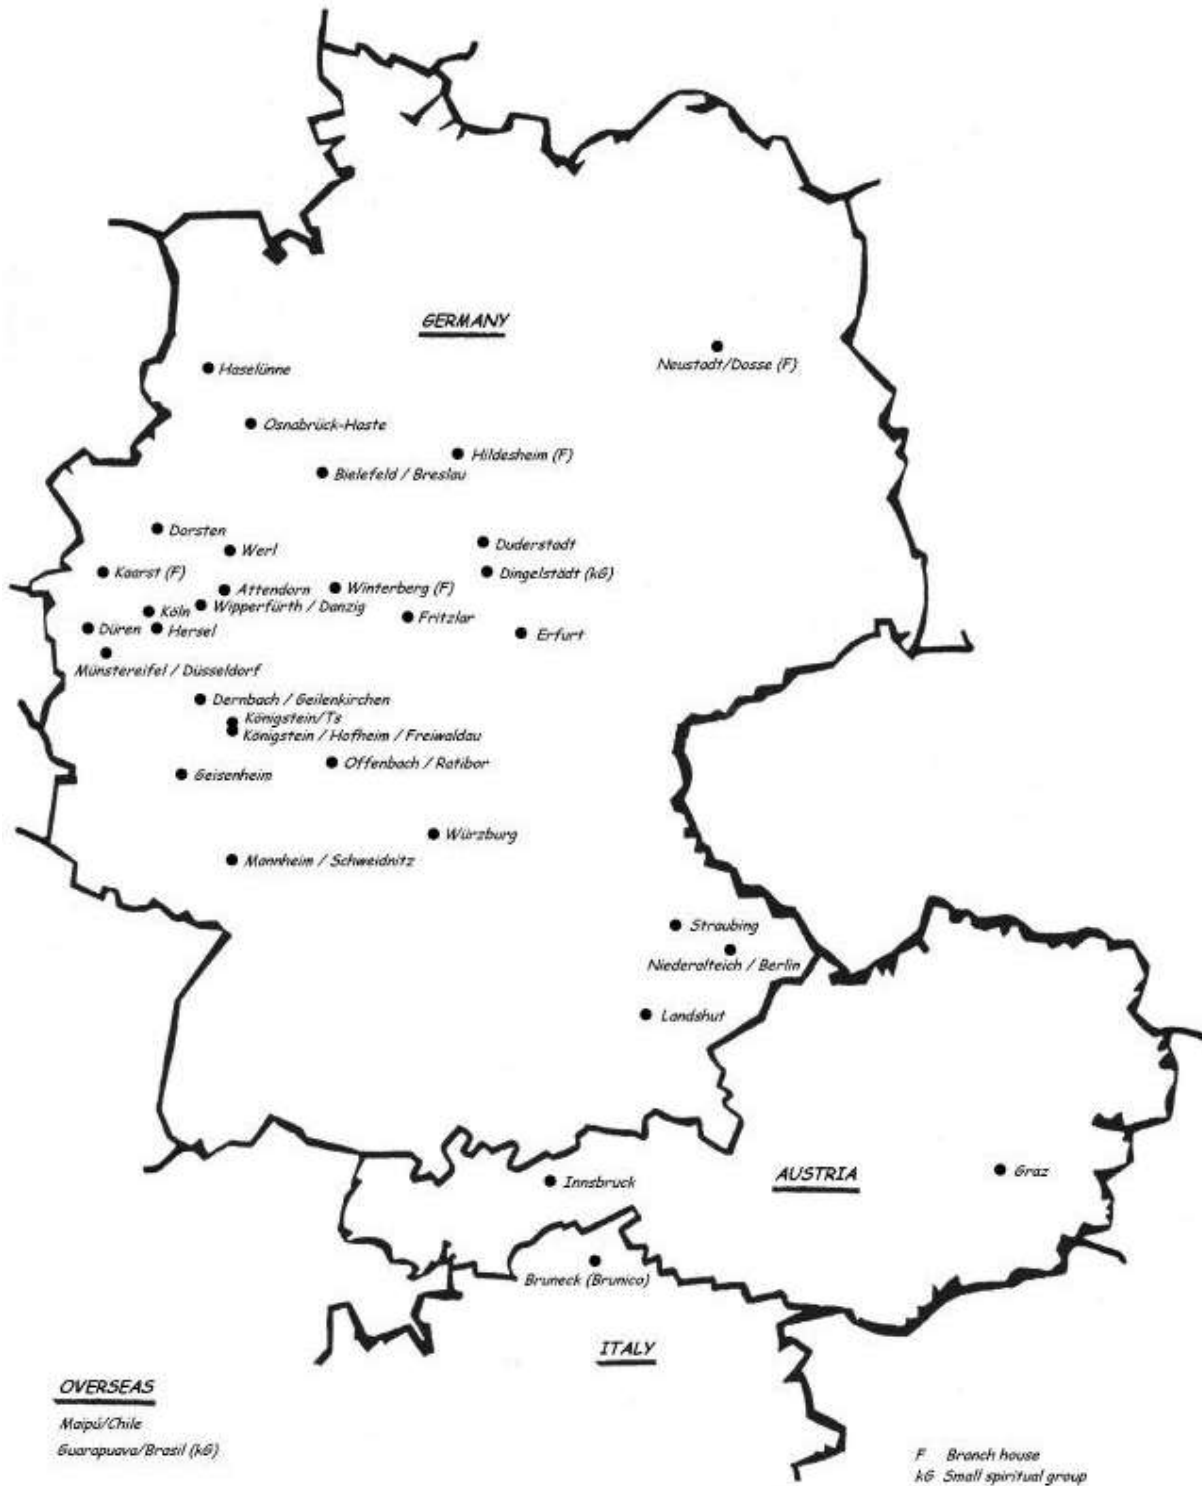 GERMANY
Neustadt/Dosse (F)
Haselünne
Osnabrück-Haste
Hildesheim (F)
Bielefeld / Breslau
Dorsten
Duderstadt
Werl
Kaarst (F)
Dingelstädt (kG)
Attendorn
Winterberg (F)
Wipperfürth / Danzig
Köln
Fritzlar
Düren
Hersel
Erfurt
Münstereifel / Düsseldorf
Dernbach / Geilenkirchen
Königstein/Ts
Königstein / Hofheim / Freiwaldau
Offenbach / Ratibor
Geisenheim
Würzburg
Mannheim / Schweidnitz
Straubing
Niederalteich / Berlin
Landshut
AUSTRIA
Graz
Innsbruck
Bruneck (Brunico)
ITALY
OVERSEAS
Maipú/Chile
Guarapuava/Brasil (kG)
F Branch house
kG Small spiritual group